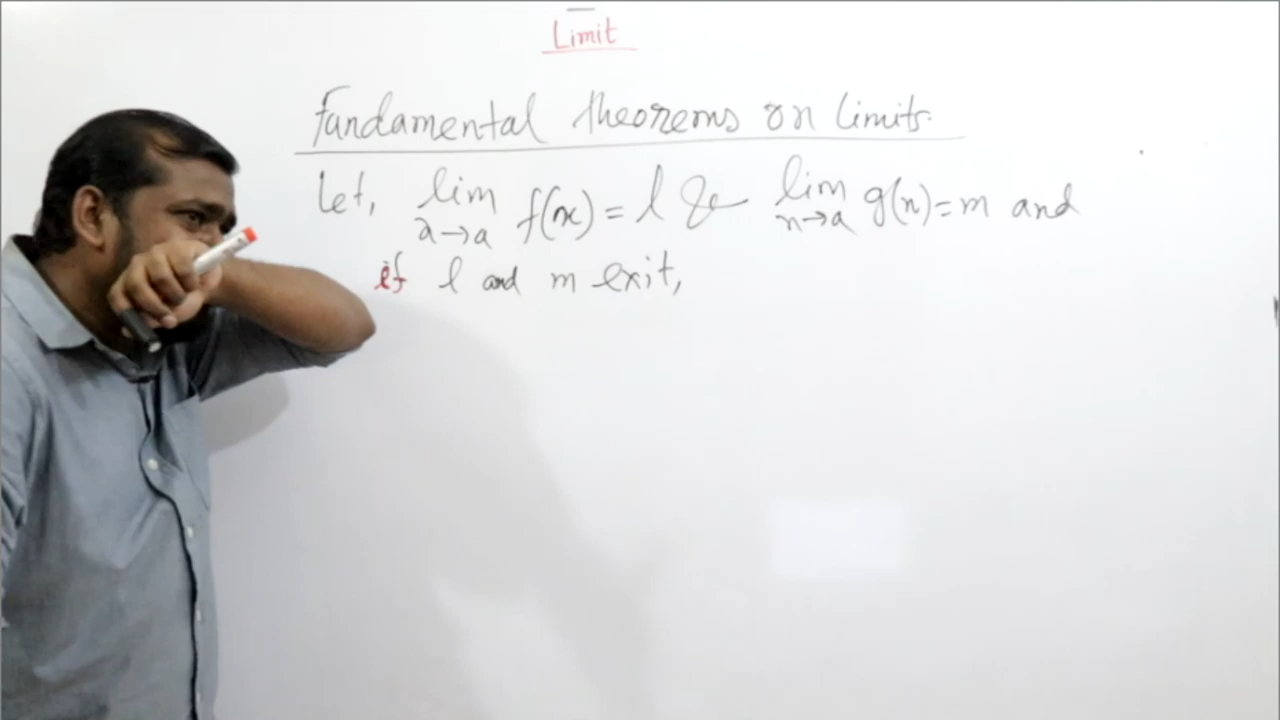 Limit
Fundamental theorems on Limits.
Let, lim x→a f(x) = l & lim x→a g(x) = m and
if l and m exit,